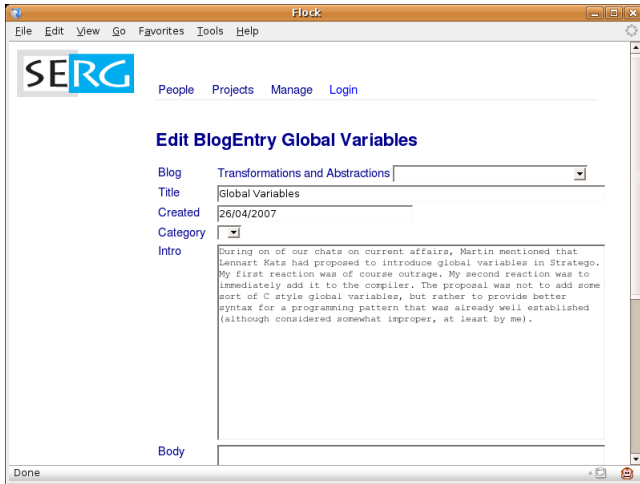 Flock
File Edit View Go Favorites Tools Help
SERG
People Projects Manage Login
Edit BlogEntry Global Variables
Blog Transformations and Abstractions
Title Global Variables
Created 26/04/2007
Category
Intro During on of our chats on current affairs, Martin mentioned that
Lennart Kats had proposed to introduce global variables in Stratego.
My first reaction was of course outrage. My second reaction was to
immediately add it to the compiler. The proposal was not to add some
sort of C style global variables, but rather to provide better
syntax for a programming pattern that was already well established
(although considered somewhat improper, at least by me).
Body
Done